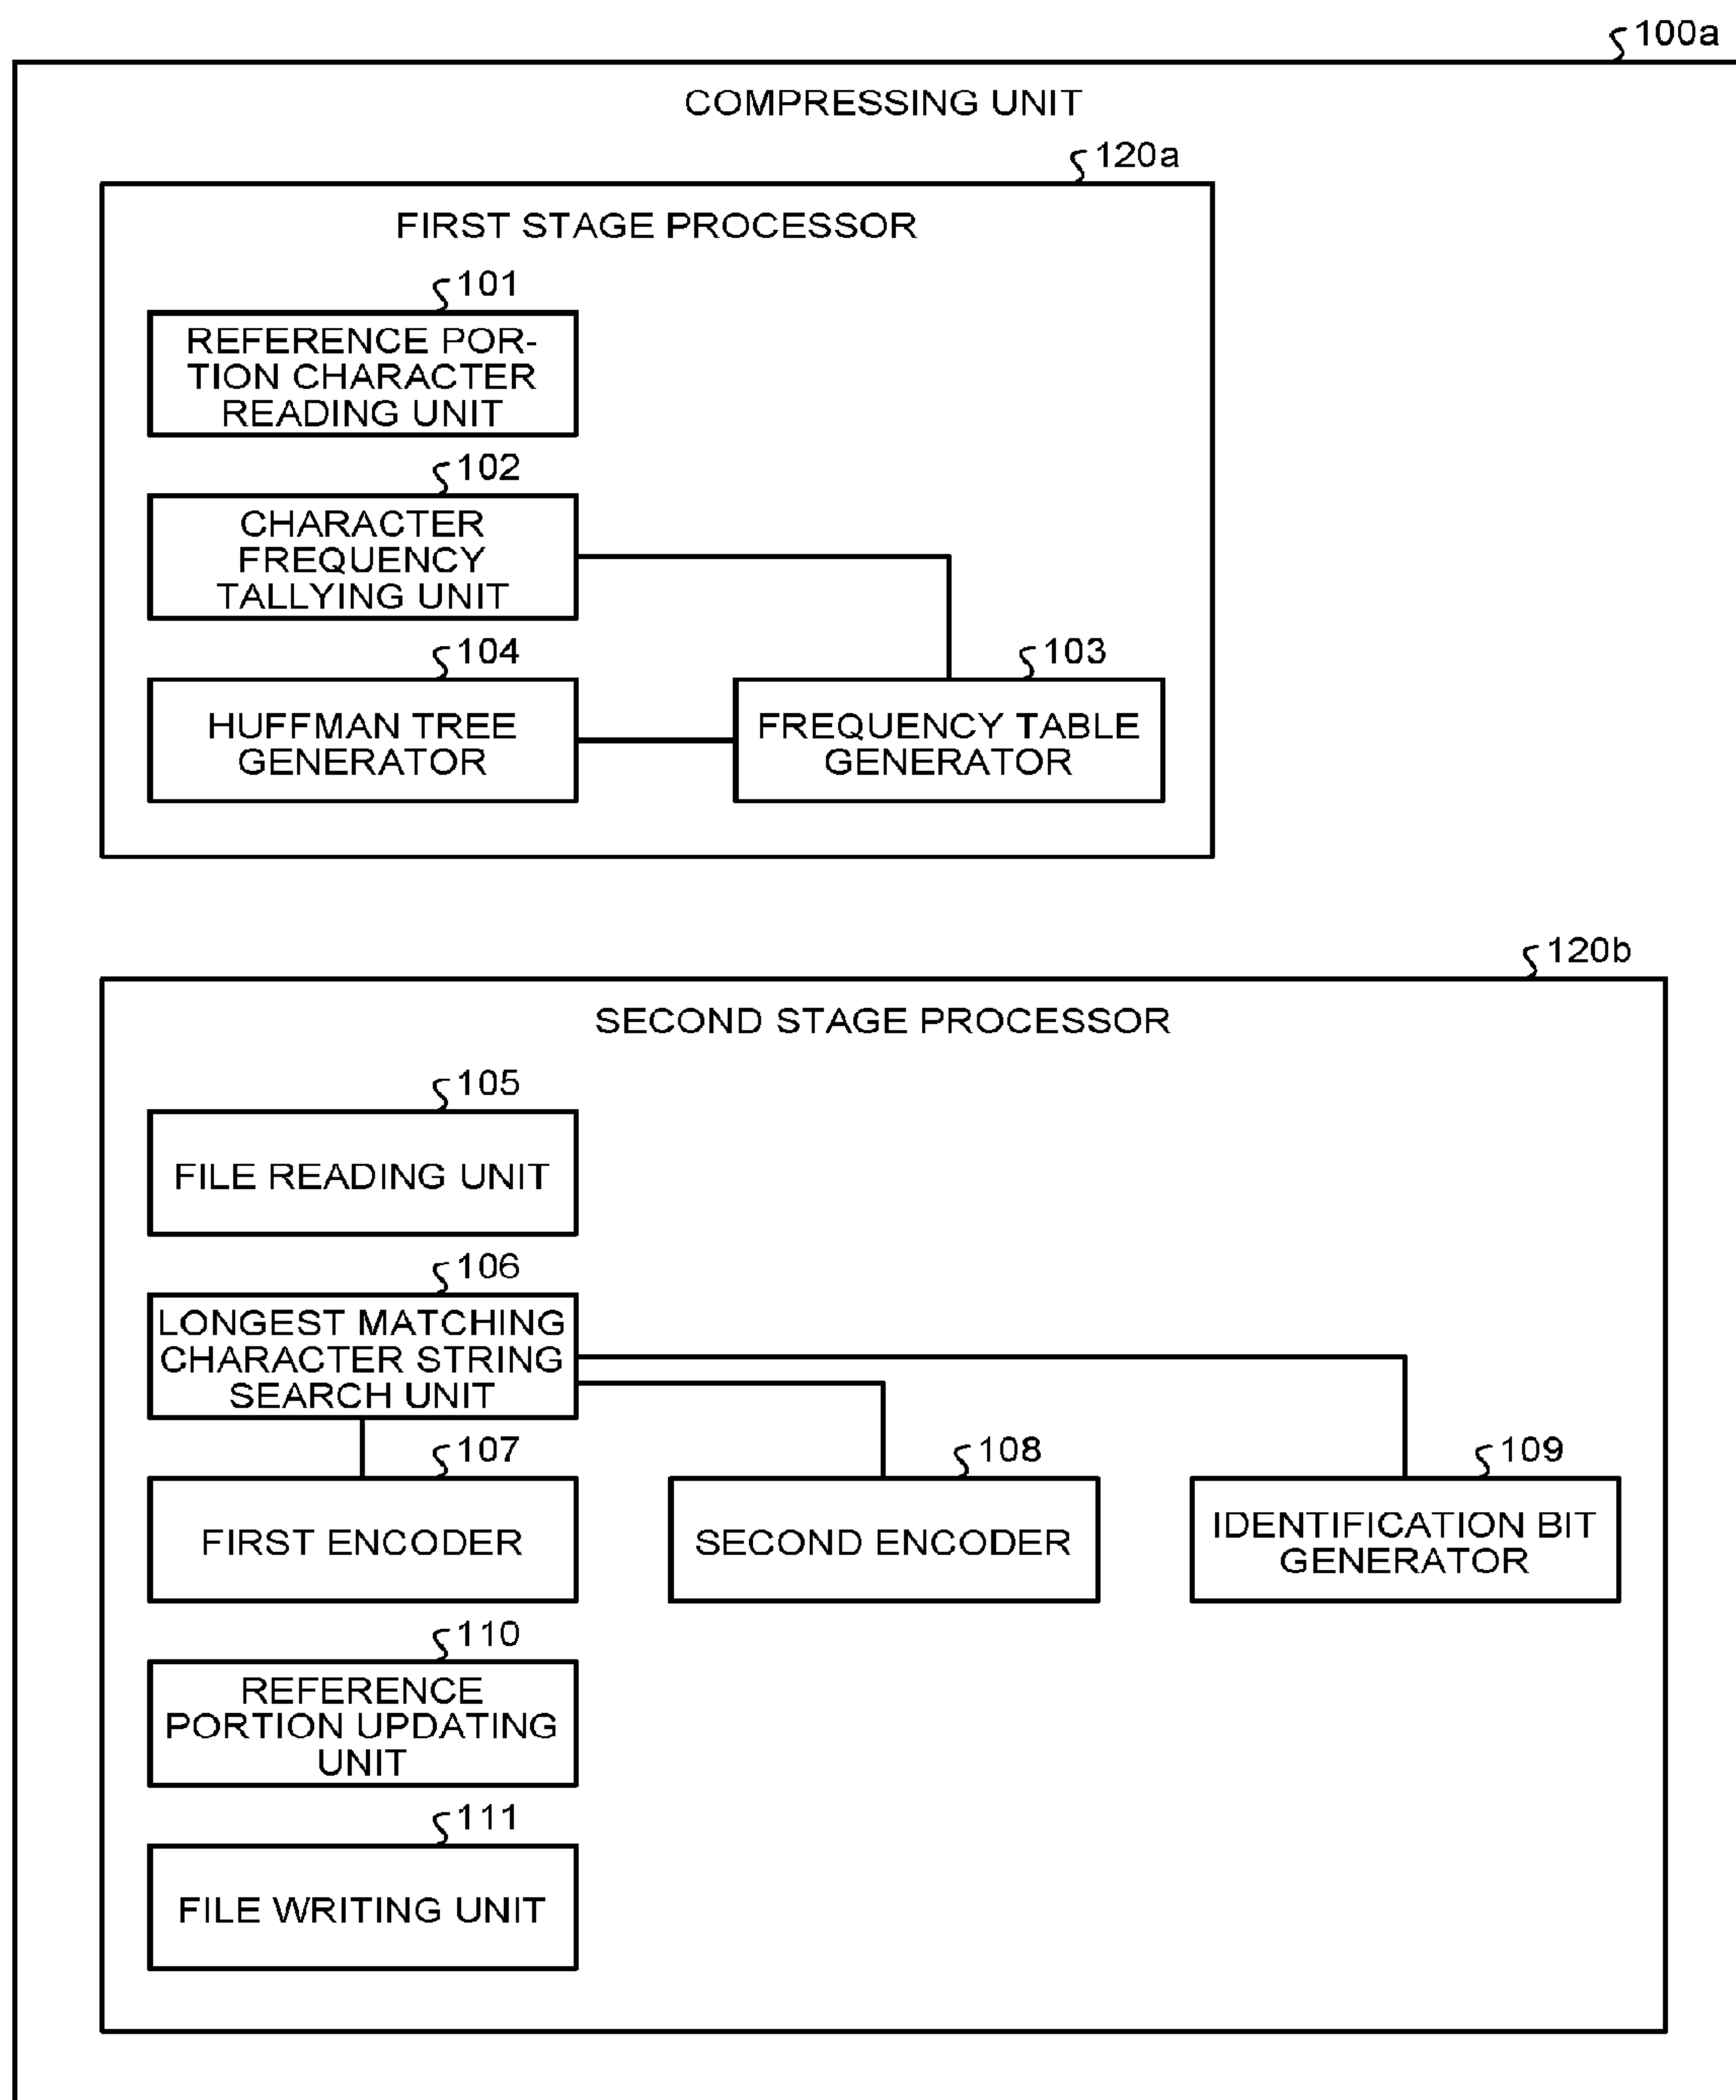 100a
COMPRESSING UNIT
120a
FIRST STAGE PROCESSOR
101
REFERENCE POR-
TION CHARACTER
READING UNIT
102
CHARACTER
FREQUENCY
TALLYING UNIT
104
HUFFMAN TREE
GENERATOR
103
FREQUENCY TABLE
GENERATOR
120b
SECOND STAGE PROCESSOR
105
FILE READING UNIT
106
LONGEST MATCHING
CHARACTER STRING
SEARCH UNIT
107
FIRST ENCODER
108
SECOND ENCODER
109
IDENTIFICATION BIT
GENERATOR
110
REFERENCE
PORTION UPDATING
UNIT
111
FILE WRITING UNIT